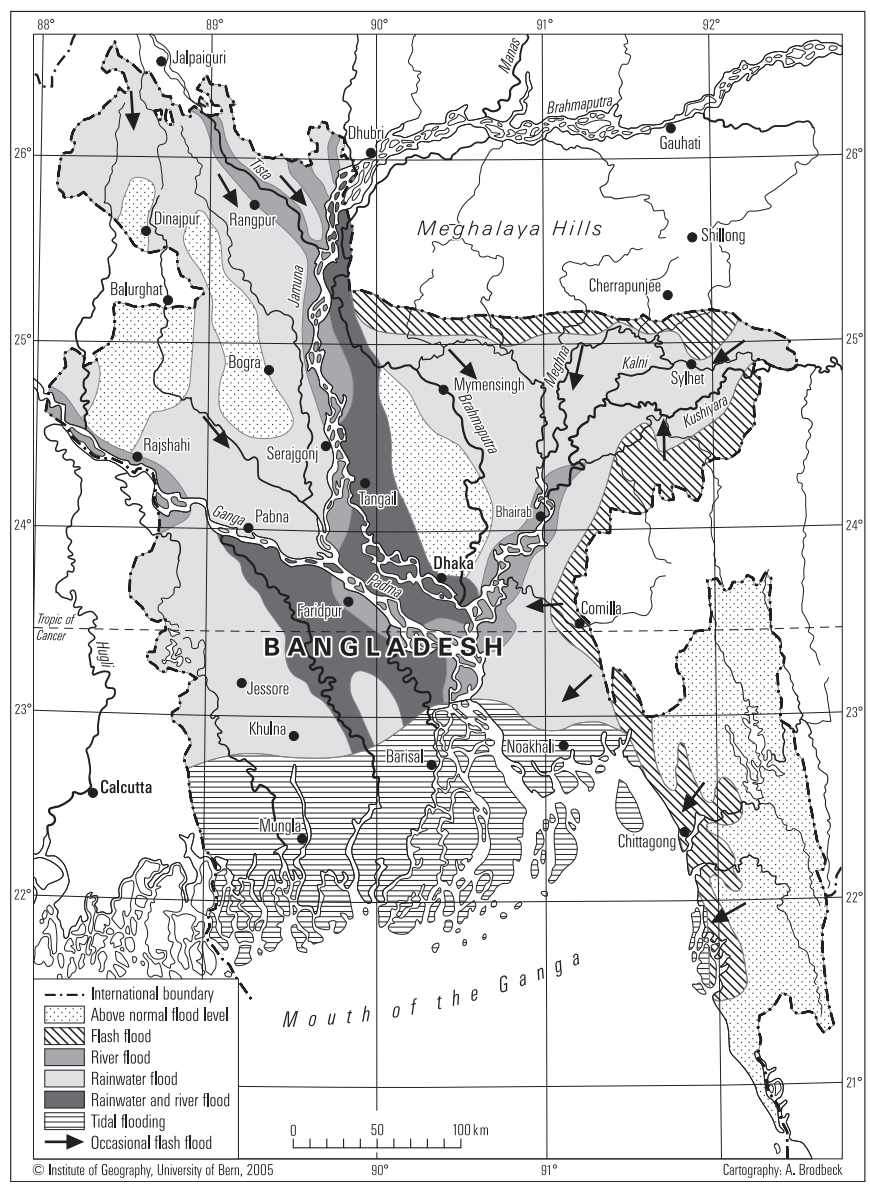 88°
89°
90°
91°
92°
Jalpaiguri
Manas
Brahmaputra
Dhubri
Gauhati
26°
26°
Tista
Rangpur
Dinajpur
Meghalaya Hills
Shillong
Cherrapunjee
Balurghat
Jamuna
25°
25°
Bogra
Mymensingh
Meghna
Kalni
Sylhet
Kushiyara
Brahmaputra
Rajshahi
Serajgonj
Tangail
Ganga
Pabna
Bhairab
24°
24°
Dhaka
Padma
Faridpur
Comilla
Tropic of
Cancer
BANGLADESH
Hugli
Jessore
23°
23°
Khulna
Barisal
Noakhali
Calcutta
Mungla
Chittagong
22°
22°
Mouth of the Ganga
International boundary
Above normal flood level
Flash flood
River flood
Rainwater flood
Rainwater and river flood
Tidal flooding
Occasional flash flood
21°
0 50 100 km
© Institute of Geography, University of Bern, 2005
90°
91°
Cartography: A. Brodbeck